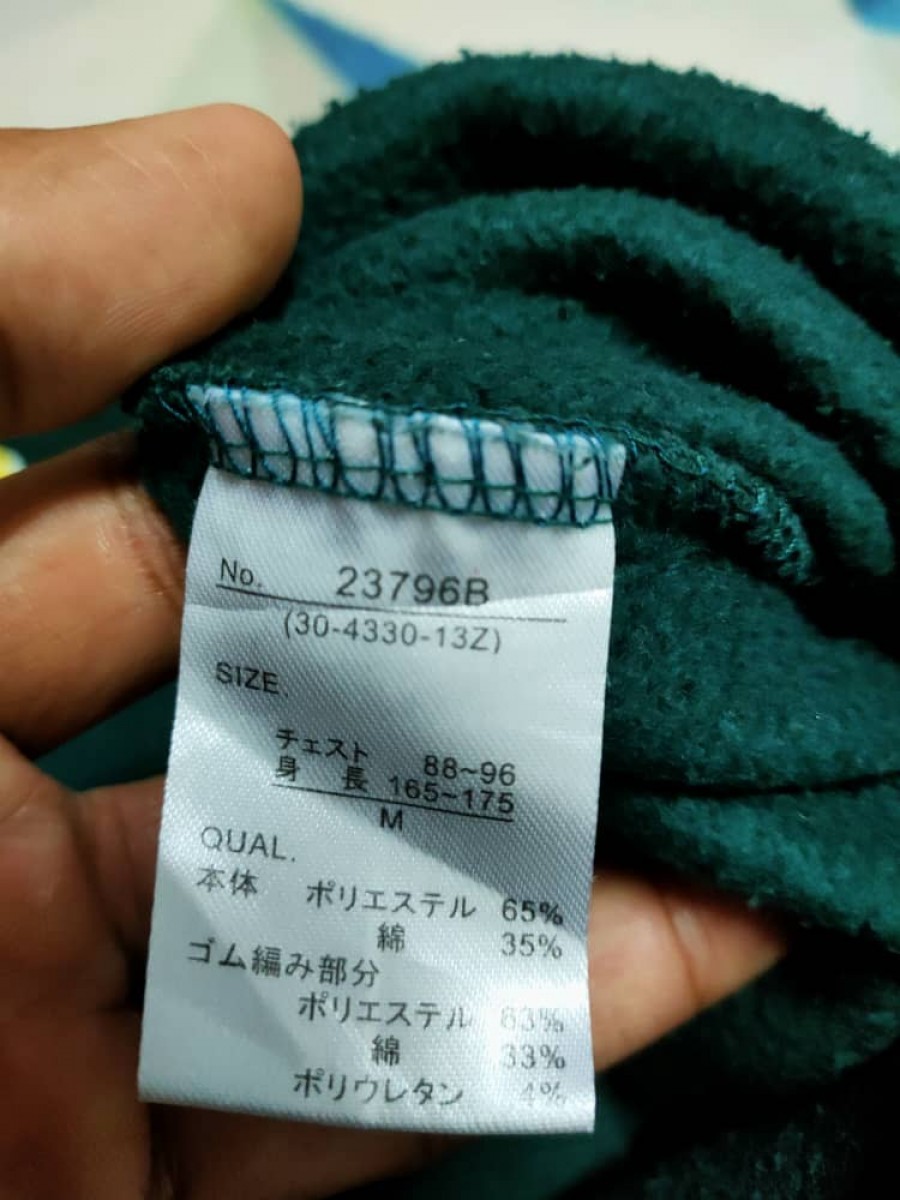 No. 23796B
(30-4330-13Z)
SIZE.
チェスト 88~96
身 長 165~175
M
QUAL.
本体 ポリエステル 65%
綿 35%
ゴム編み部分
ポリエステル 63%
綿 33%
ポリウレタン 4%